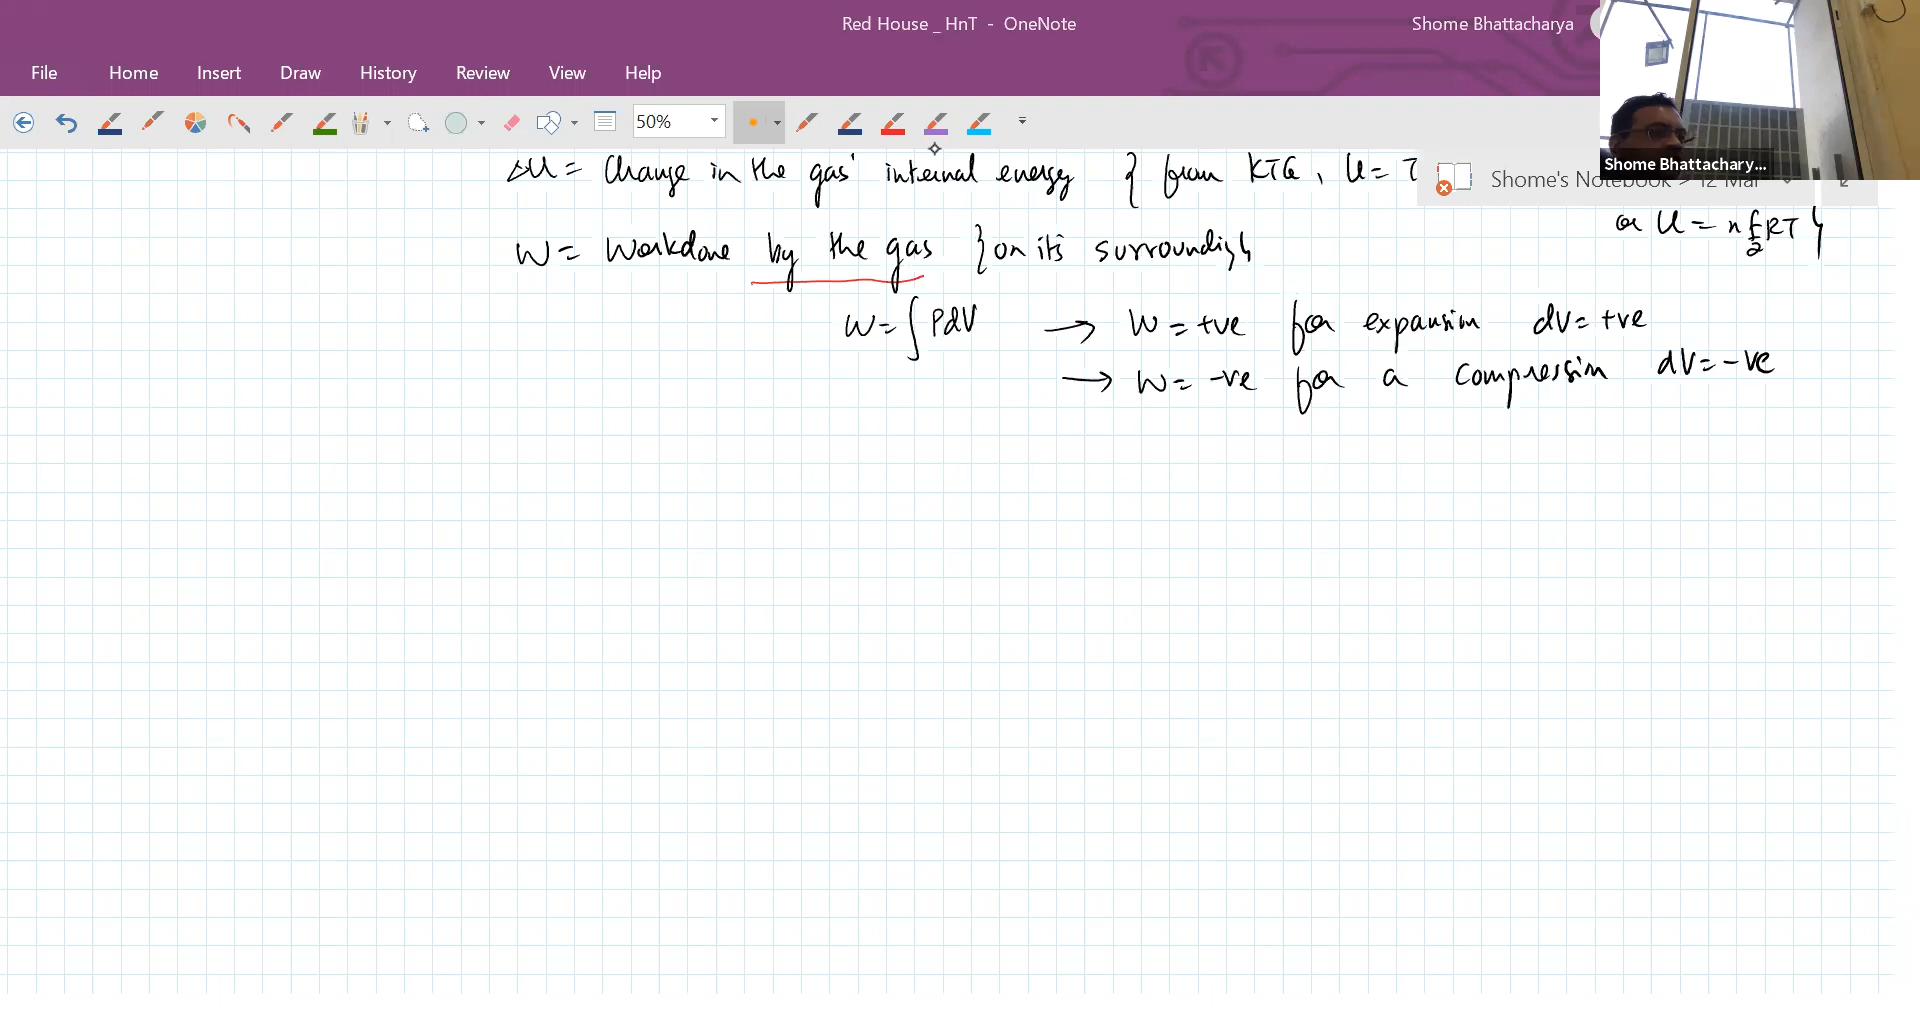 Red House _ HnT - OneNote
Shome Bhattacharya
File Home Insert Draw History Review View Help
50%
Shome Bhattachary...
Shome's Notebook > 12 Mar
ΔU = Change in the gas' internal energy { from KTG, U =
or U = n f/2 RT }
W = Workdone by the gas } on its surroundings
W = ∫ PdV → W = +ve for expansion dV = +ve
→ W = -ve for a compression dV = -ve